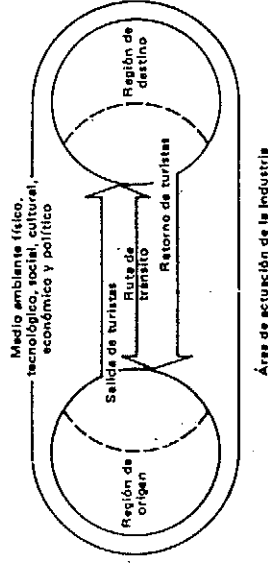 Medio ambiente físico,
tecnológico, social, cultural,
económico y político
Región de
origen
Salida de turistas
Ruta de
tránsito
Retorno de turistas
Región de
destino
Área de actuación de la industria